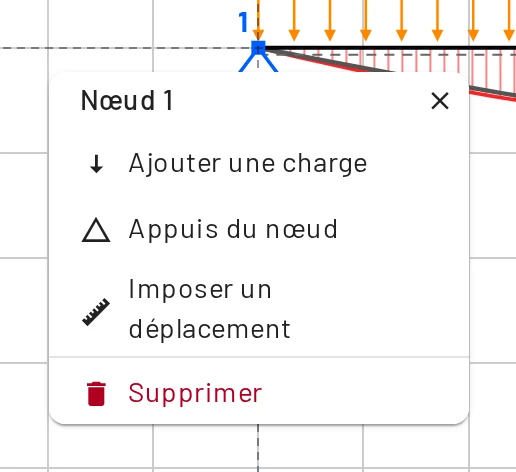 1
Nœud 1
Ajouter une charge
Appuis du nœud
Imposer un
déplacement
Supprimer